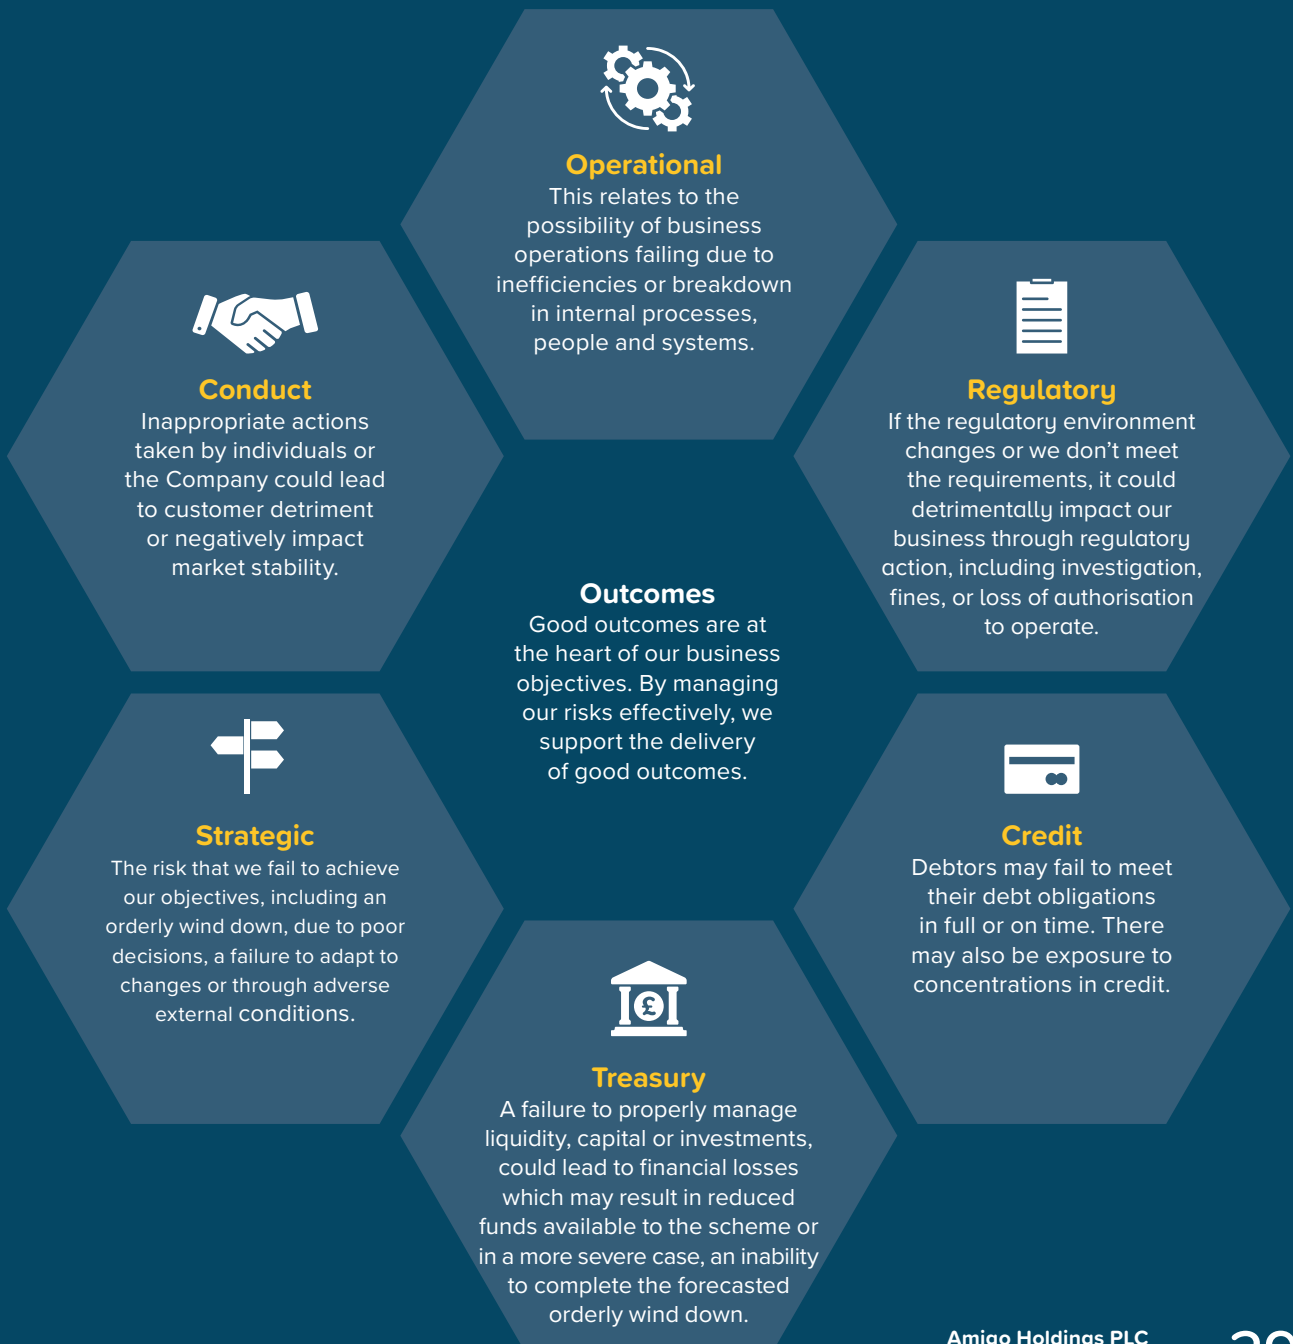 Operational
This relates to the
possibility of business
operations failing due to
inefficiencies or breakdown
in internal processes,
people and systems.
Conduct
Inappropriate actions
taken by individuals or
the Company could lead
to customer detriment
or negatively impact
market stability.
Regulatory
If the regulatory environment
changes or we don’t meet
the requirements, it could
detrimentally impact our
business through regulatory
action, including investigation,
fines, or loss of authorisation
to operate.
Outcomes
Good outcomes are at
the heart of our business
objectives. By managing
our risks effectively, we
support the delivery
of good outcomes.
Strategic
The risk that we fail to achieve
our objectives, including an
orderly wind down, due to poor
decisions, a failure to adapt to
changes or through adverse
external conditions.
Credit
Debtors may fail to meet
their debt obligations
in full or on time. There
may also be exposure to
concentrations in credit.
£
Treasury
A failure to properly manage
liquidity, capital or investments,
could lead to financial losses
which may result in reduced
funds available to the scheme or
in a more severe case, an inability
to complete the forecasted
orderly wind down.
Amigo Holdings PLC